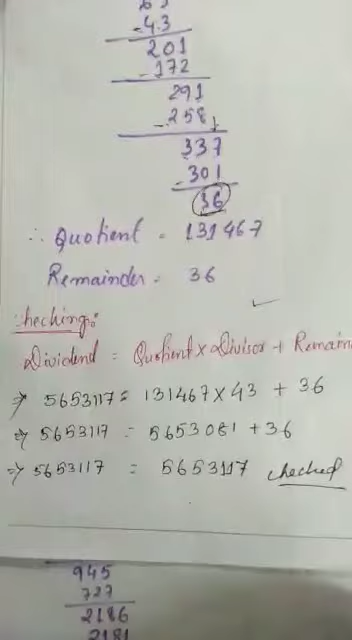 - 43
201
- 172
291
- 258↓
337
- 301
36
∴ Quotient = 131467
Remainder = 36
Checking:
Dividend = Quotient × Divisor + Remain
⇒ 5653117 = 131467 × 43 + 36
⇒ 5653117 = 5653081 + 36
⇒ 5653117 = 5653117 checked
945
727
2186
2181